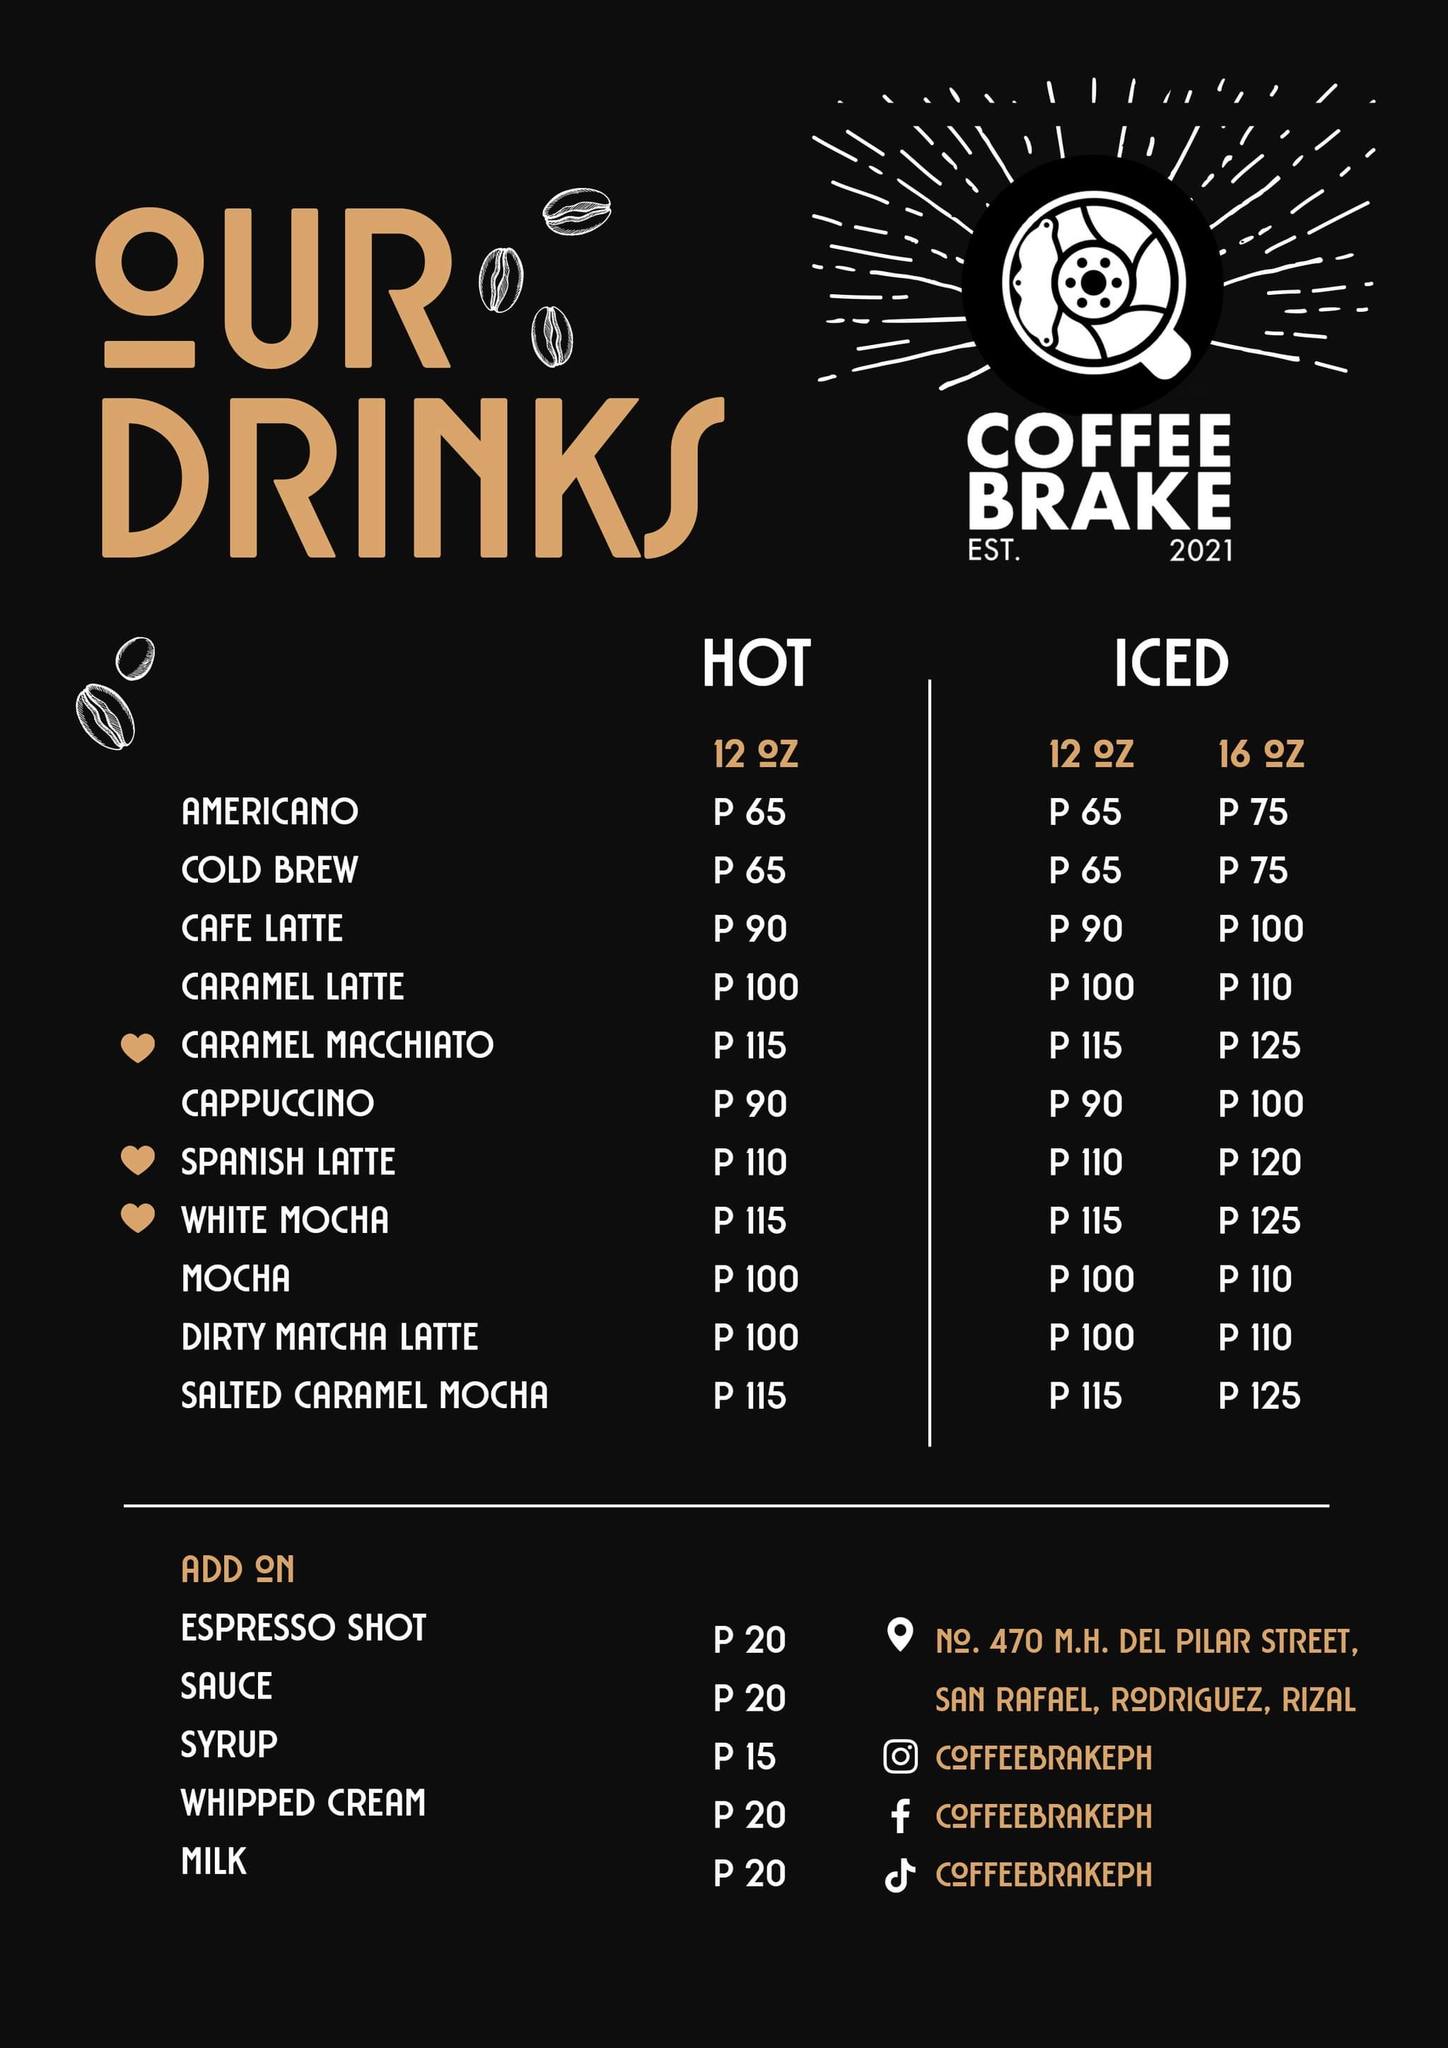 OUR
DRINKS
COFFEE
BRAKE
EST. 2021
HOT ICED
12 OZ 12 OZ 16 OZ
AMERICANO P 65 P 65 P 75
COLD BREW P 65 P 65 P 75
CAFE LATTE P 90 P 90 P 100
CARAMEL LATTE P 100 P 100 P 110
CARAMEL MACCHIATO P 115 P 115 P 125
CAPPUCCINO P 90 P 90 P 100
SPANISH LATTE P 110 P 110 P 120
WHITE MOCHA P 115 P 115 P 125
MOCHA P 100 P 100 P 110
DIRTY MATCHA LATTE P 100 P 100 P 110
SALTED CARAMEL MOCHA P 115 P 115 P 125
ADD ON
ESPRESSO SHOT P 20
SAUCE P 20
SYRUP P 15
WHIPPED CREAM P 20
MILK P 20
NO. 470 M.H. DEL PILAR STREET,
SAN RAFAEL, RODRIGUEZ, RIZAL
COFFEEBRAKEPH
COFFEEBRAKEPH
COFFEEBRAKEPH